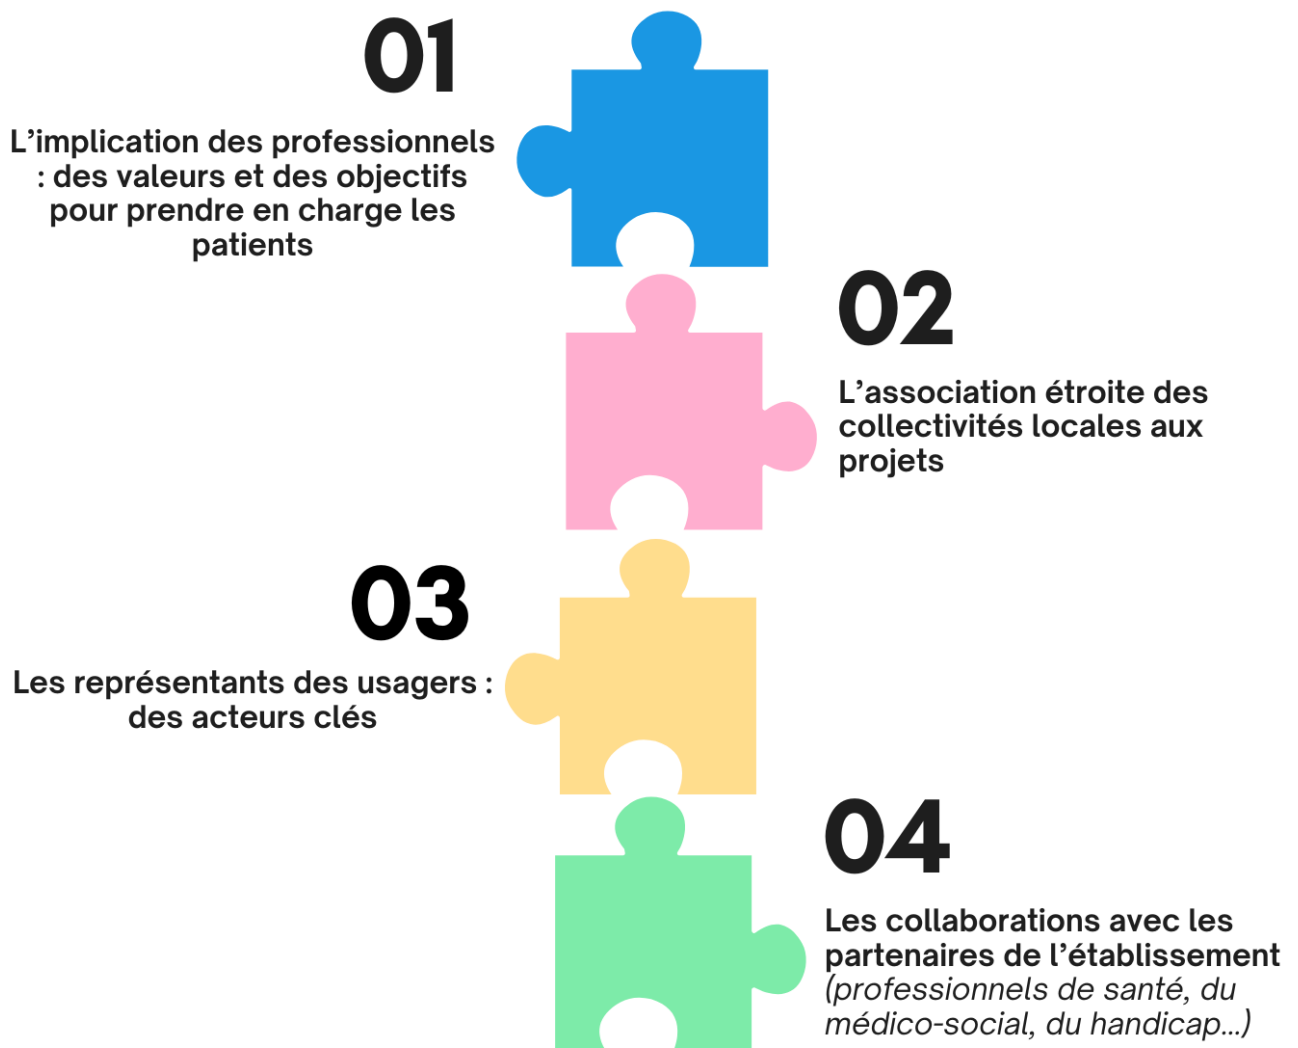 01
L’implication des professionnels
: des valeurs et des objectifs
pour prendre en charge les
patients
02
L’association étroite des
collectivités locales aux
projets
03
Les représentants des usagers :
des acteurs clés
04
Les collaborations avec les
partenaires de l’établissement
(professionnels de santé, du
médico-social, du handicap...)